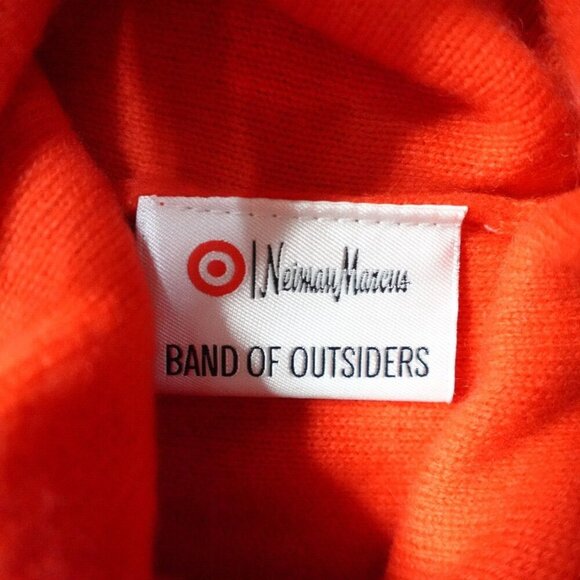 | Neiman Marcus
BAND OF OUTSIDERS